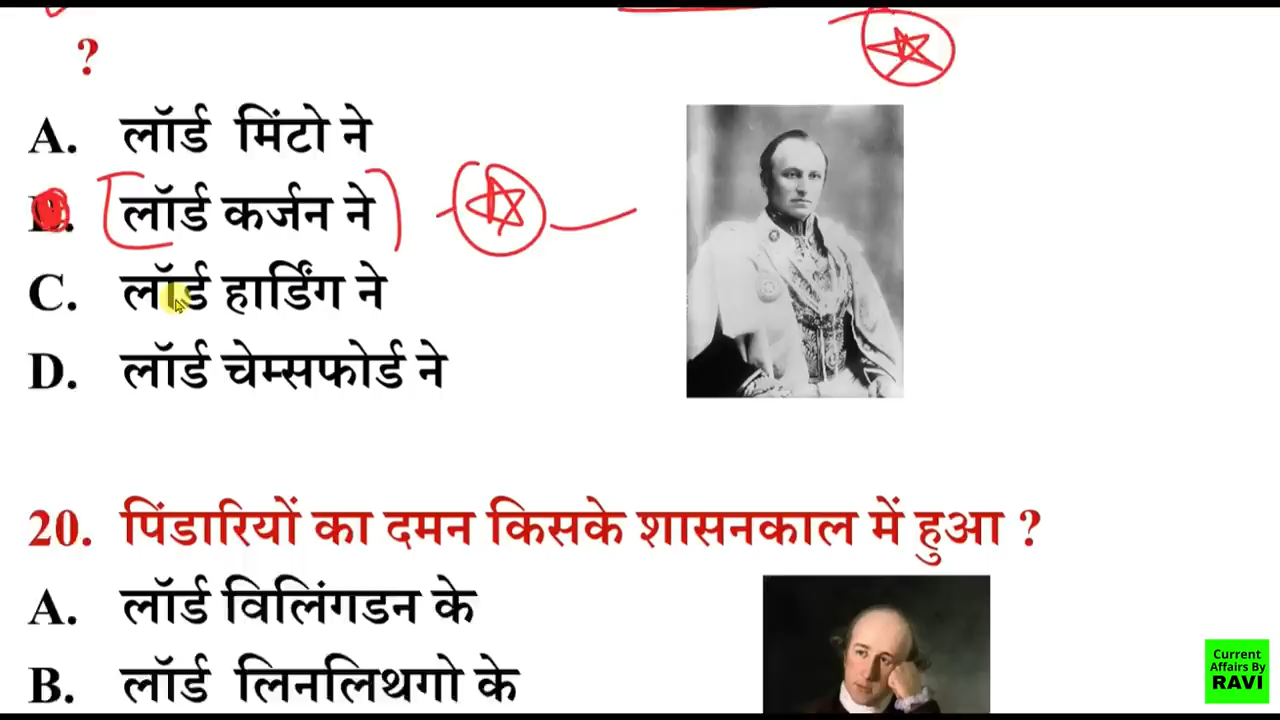 ?
A. लॉर्ड मिंटो ने
लॉर्ड कर्जन ने
C. लॉर्ड हार्डिंग ने
D. लॉर्ड चेम्सफोर्ड ने
20. पिंडारियों का दमन किसके शासनकाल में हुआ ?
A. लॉर्ड विलिंगडन के
B. लॉर्ड लिनलिथगो के
Current
Affairs By
RAVI